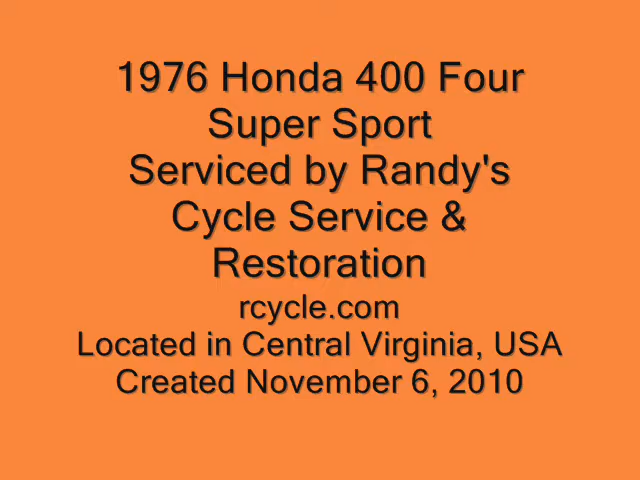 1976 Honda 400 Four
Super Sport
Serviced by Randy's
Cycle Service &
Restoration
rcycle.com
Located in Central Virginia, USA
Created November 6, 2010